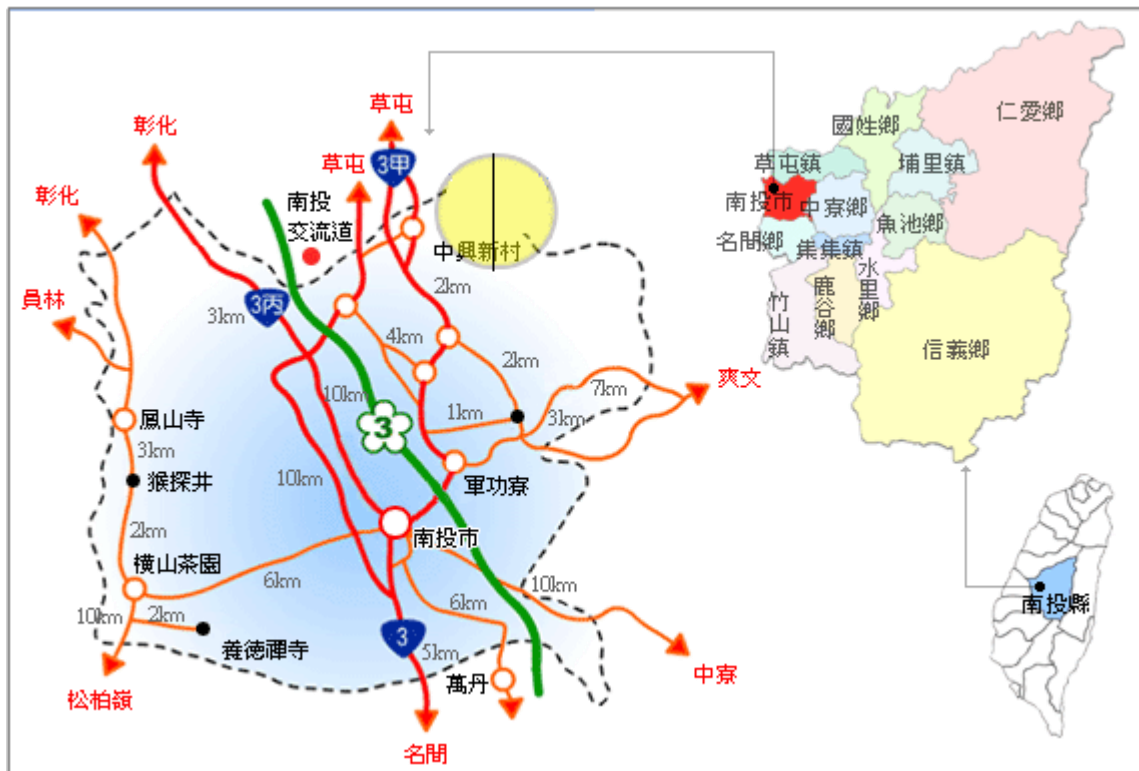 草屯
彰化
3甲
草屯
彰化
南投
交流道
中興新村
2km
員林
3丙
3km
4km
2km
7km
爽文
10km
1km
3km
鳳山寺
3
3km
猴探井
10km
軍功寮
2km
南投市
橫山茶園
6km
10km
6km
10km
2km
養德禪寺
3
5km
中寮
松柏嶺
萬丹
名間
仁愛鄉
國姓鄉
草屯鎮
埔里鎮
南投市
中寮鄉
魚池鄉
名間鄉
集集鎮
水里鄉
鹿谷鄉
竹山鎮
信義鄉
南投縣